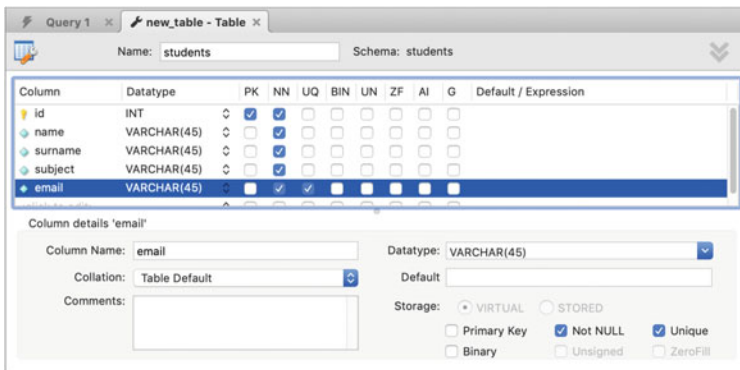 Query 1 × new_table - Table ×
Name: students Schema: students
Column Datatype PK NN UQ BIN UN ZF AI G Default / Expression
id INT
name VARCHAR(45)
surname VARCHAR(45)
subject VARCHAR(45)
email VARCHAR(45)
Column details 'email'
Column Name: email Datatype: VARCHAR(45)
Collation: Table Default Default
Comments: Storage: VIRTUAL STORED
Primary Key Not NULL Unique
Binary Unsigned ZeroFill